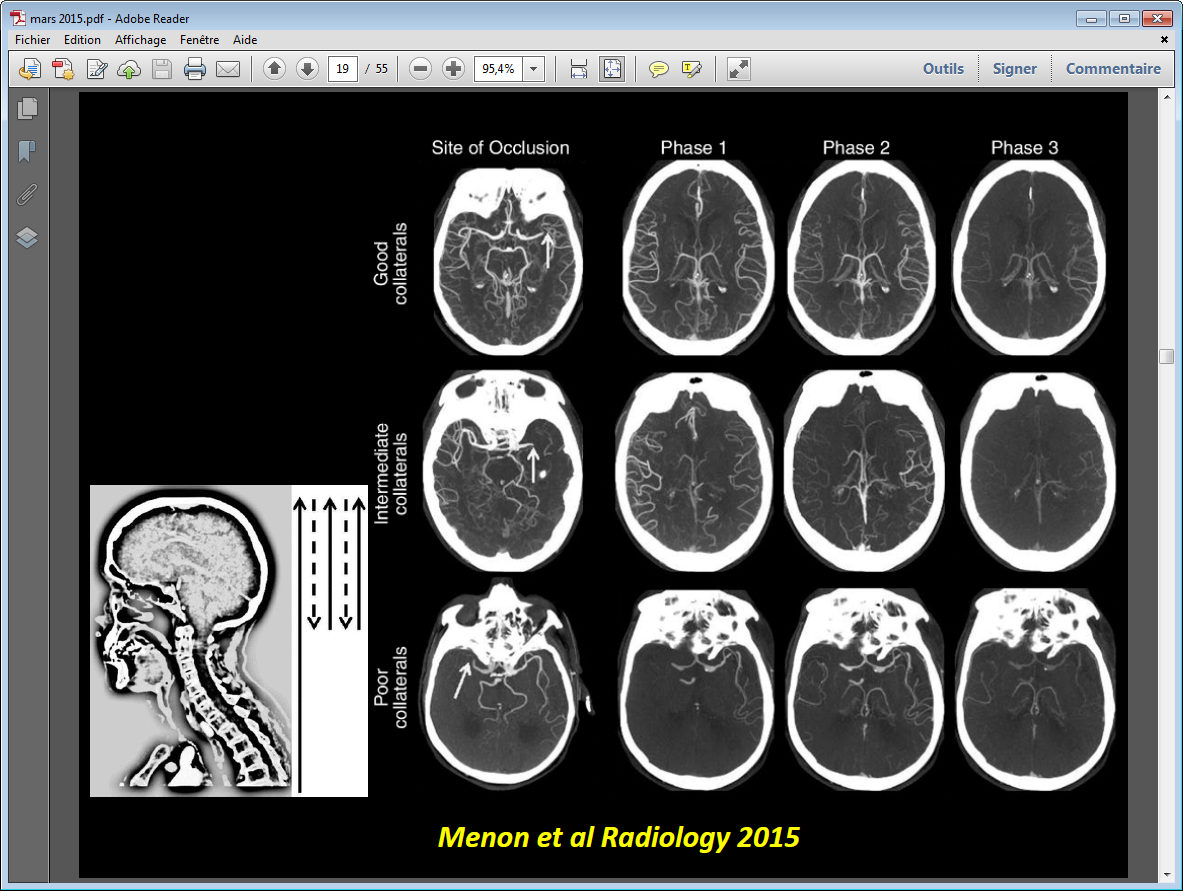 mars 2015.pdf - Adobe Reader
Fichier Edition Affichage Fenêtre Aide
19 / 55
95,4%
Outils
Signer
Commentaire
Site of Occlusion
Phase 1
Phase 2
Phase 3
Good
collaterals
Intermediate
collaterals
Poor
collaterals
Menon et al Radiology 2015